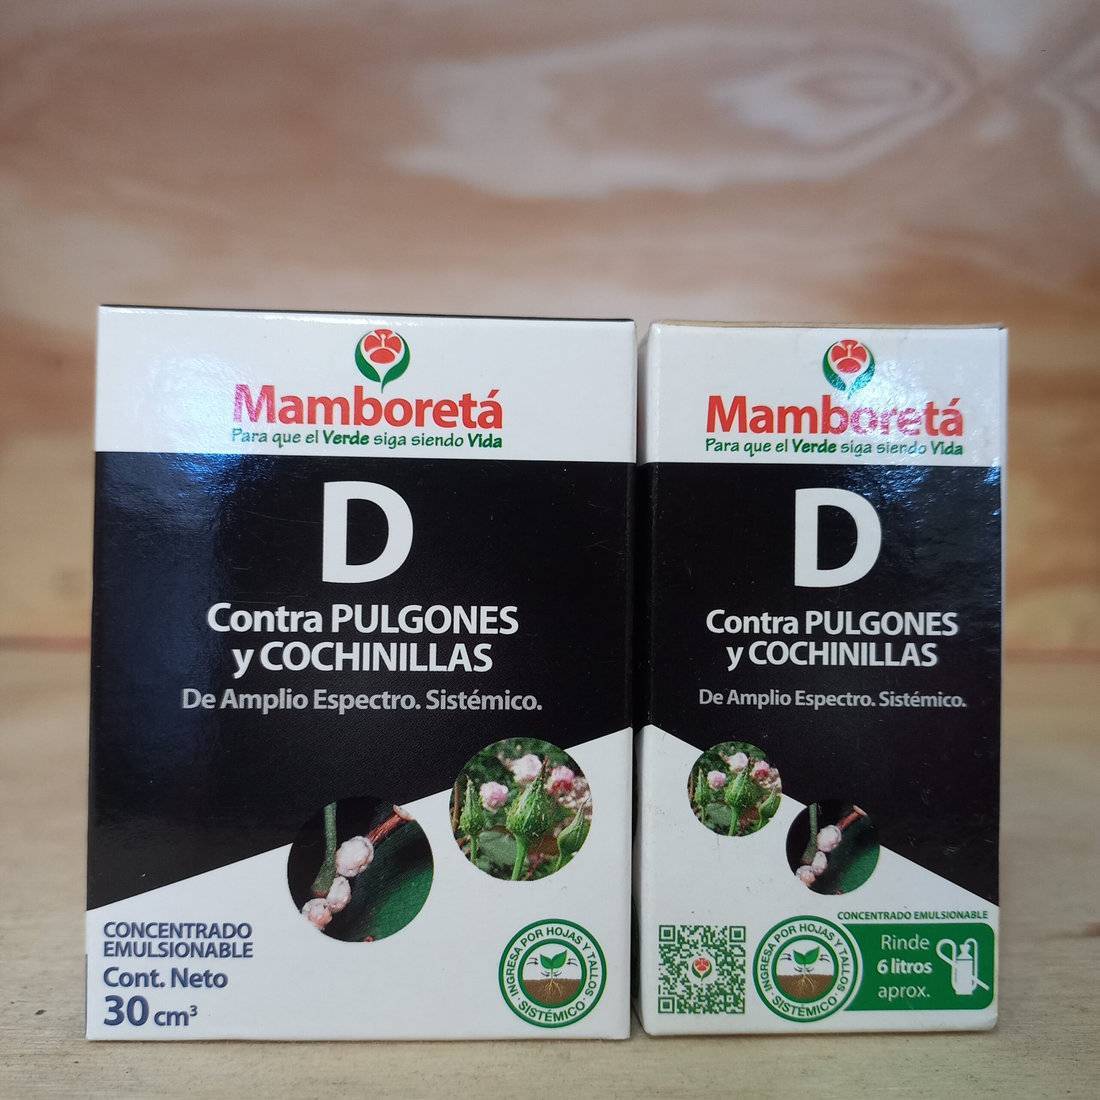 Mamboretá
Para que el Verde siga siendo Vida
D
Contra PULGONES
y COCHINILLAS
De Amplio Espectro. Sistémico.
CONCENTRADO
EMULSIONABLE
Cont. Neto
30 cm³
INGRESA POR HOJAS Y TALLOS
· SISTÉMICO ·
Mamboretá
Para que el Verde siga siendo Vida
D
Contra PULGONES
y COCHINILLAS
De Amplio Espectro. Sistémico.
CONCENTRADO EMULSIONABLE
INGRESA POR HOJAS Y TALLOS
· SISTÉMICO ·
Rinde
6 litros
aprox.